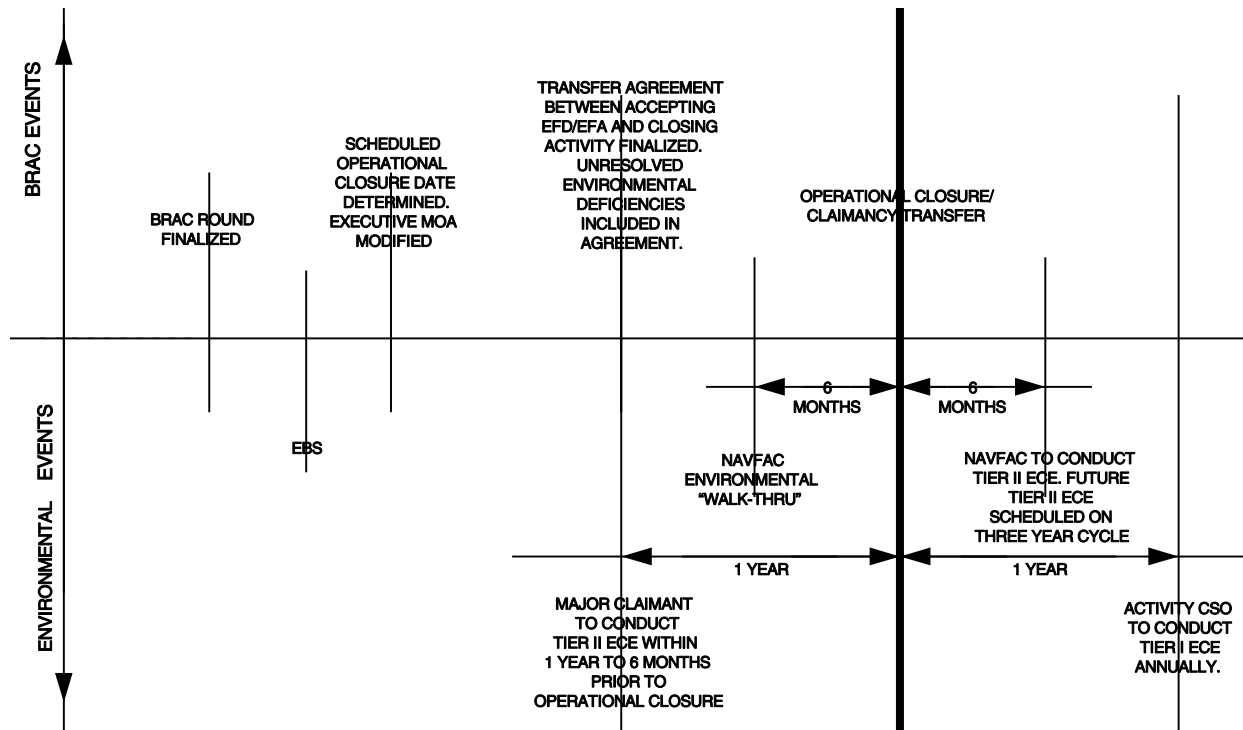 BRAC EVENTS
BRAC ROUND
FINALIZED
SCHEDULED
OPERATIONAL
CLOSURE DATE
DETERMINED.
EXECUTIVE MOA
MODIFIED
TRANSFER AGREEMENT
BETWEEN ACCEPTING
EFD/EFA AND CLOSING
ACTIVITY FINALIZED.
UNRESOLVED
ENVIRONMENTAL
DEFICIENCIES
INCLUDED IN
AGREEMENT.
OPERATIONAL CLOSURE/
CLAIMANCY TRANSFER
ENVIRONMENTAL EVENTS
EBS
6
MONTHS
6
MONTHS
NAVFAC
ENVIRONMENTAL
“WALK-THRU”
NAVFAC TO CONDUCT
TIER II ECE. FUTURE
TIER II ECE
SCHEDULED ON
THREE YEAR CYCLE
1 YEAR
1 YEAR
MAJOR CLAIMANT
TO CONDUCT
TIER II ECE WITHIN
1 YEAR TO 6 MONTHS
PRIOR TO
OPERATIONAL CLOSURE
ACTIVITY CSO
TO CONDUCT
TIER I ECE
ANNUALLY.